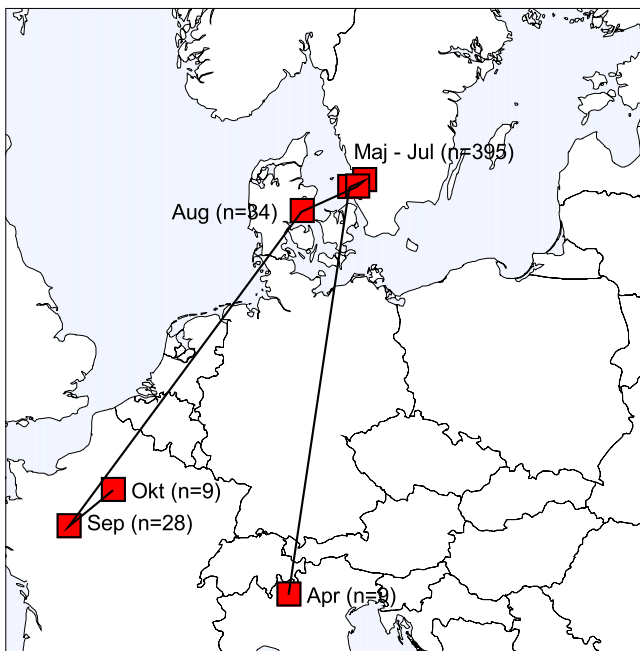 Maj - Jul (n=395)
Aug (n=34)
Okt (n=9)
Sep (n=28)
Apr (n=9)